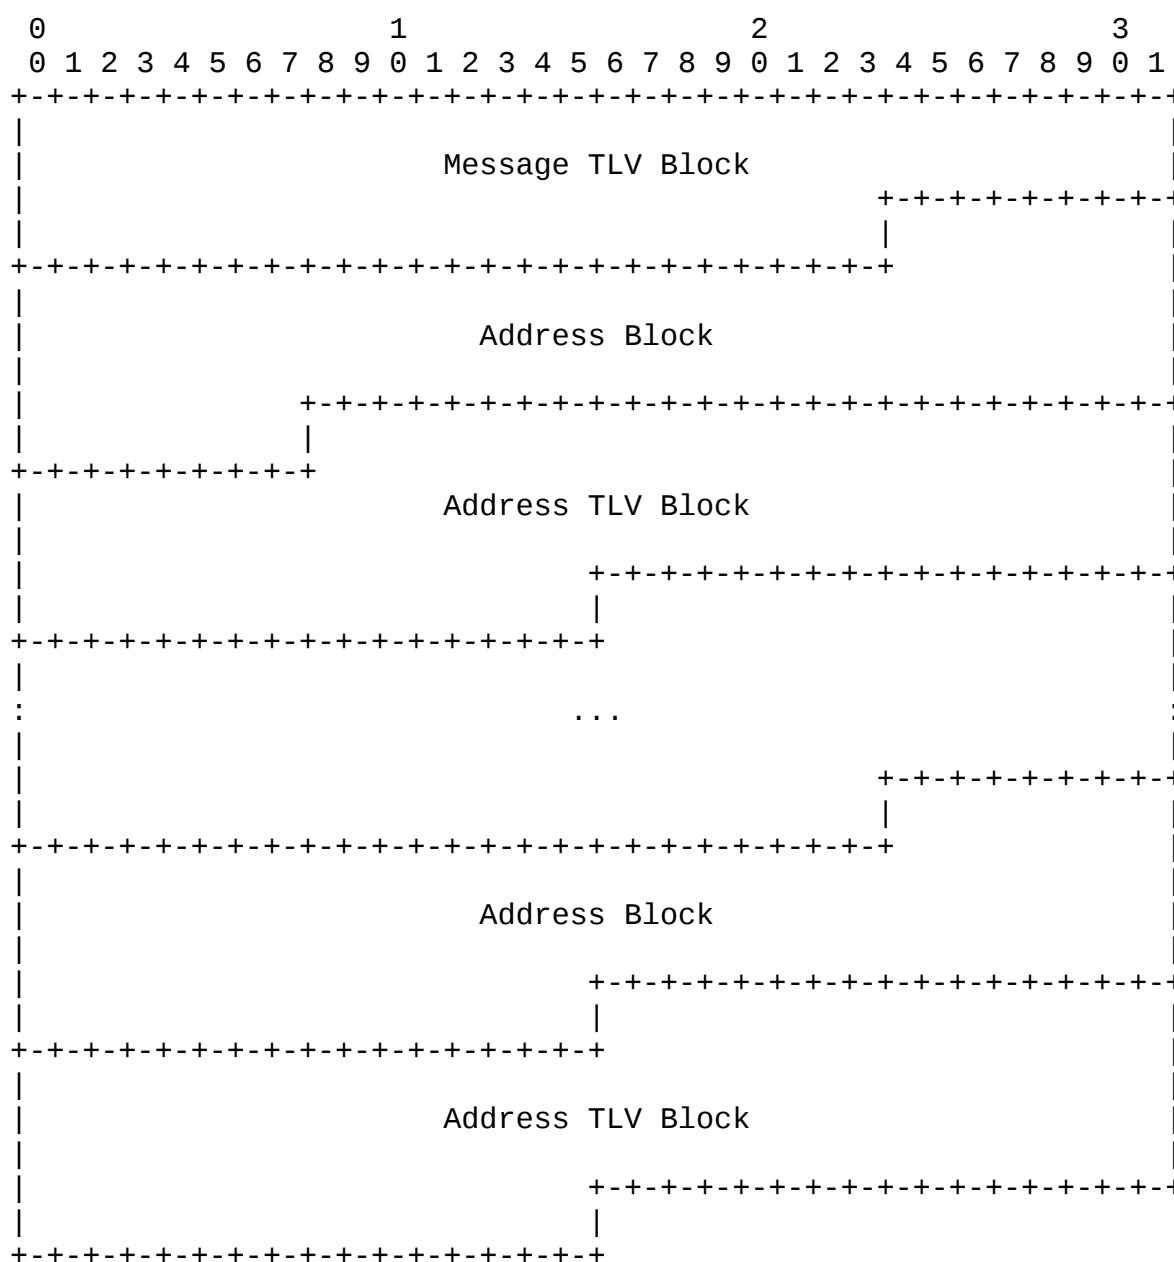 0                   1                   2                   3
 0 1 2 3 4 5 6 7 8 9 0 1 2 3 4 5 6 7 8 9 0 1 2 3 4 5 6 7 8 9 0 1
+-+-+-+-+-+-+-+-+-+-+-+-+-+-+-+-+-+-+-+-+-+-+-+-+-+-+-+-+-+-+-+-+
|                                                               |
|                       Message TLV Block                       |
|                                               +-+-+-+-+-+-+-+-+
|                                               |               |
+-+-+-+-+-+-+-+-+-+-+-+-+-+-+-+-+-+-+-+-+-+-+-+-+               |
|                                                               |
|                         Address Block                         |
|                                                               |
|               +-+-+-+-+-+-+-+-+-+-+-+-+-+-+-+-+-+-+-+-+-+-+-+-+
|               |                                               |
+-+-+-+-+-+-+-+-+                                               |
|                       Address TLV Block                       |
|                                                               |
|                               +-+-+-+-+-+-+-+-+-+-+-+-+-+-+-+-+
|                               |                               |
+-+-+-+-+-+-+-+-+-+-+-+-+-+-+-+-+                               |
|                                                               |
:                              ...                              :
|                                                               |
|                                               +-+-+-+-+-+-+-+-+
|                                               |               |
+-+-+-+-+-+-+-+-+-+-+-+-+-+-+-+-+-+-+-+-+-+-+-+-+               |
|                                                               |
|                         Address Block                         |
|                                                               |
|                               +-+-+-+-+-+-+-+-+-+-+-+-+-+-+-+-+
|                               |                               |
+-+-+-+-+-+-+-+-+-+-+-+-+-+-+-+-+                               |
|                                                               |
|                       Address TLV Block                       |
|                                                               |
|                               +-+-+-+-+-+-+-+-+-+-+-+-+-+-+-+-+
|                               |
+-+-+-+-+-+-+-+-+-+-+-+-+-+-+-+-+